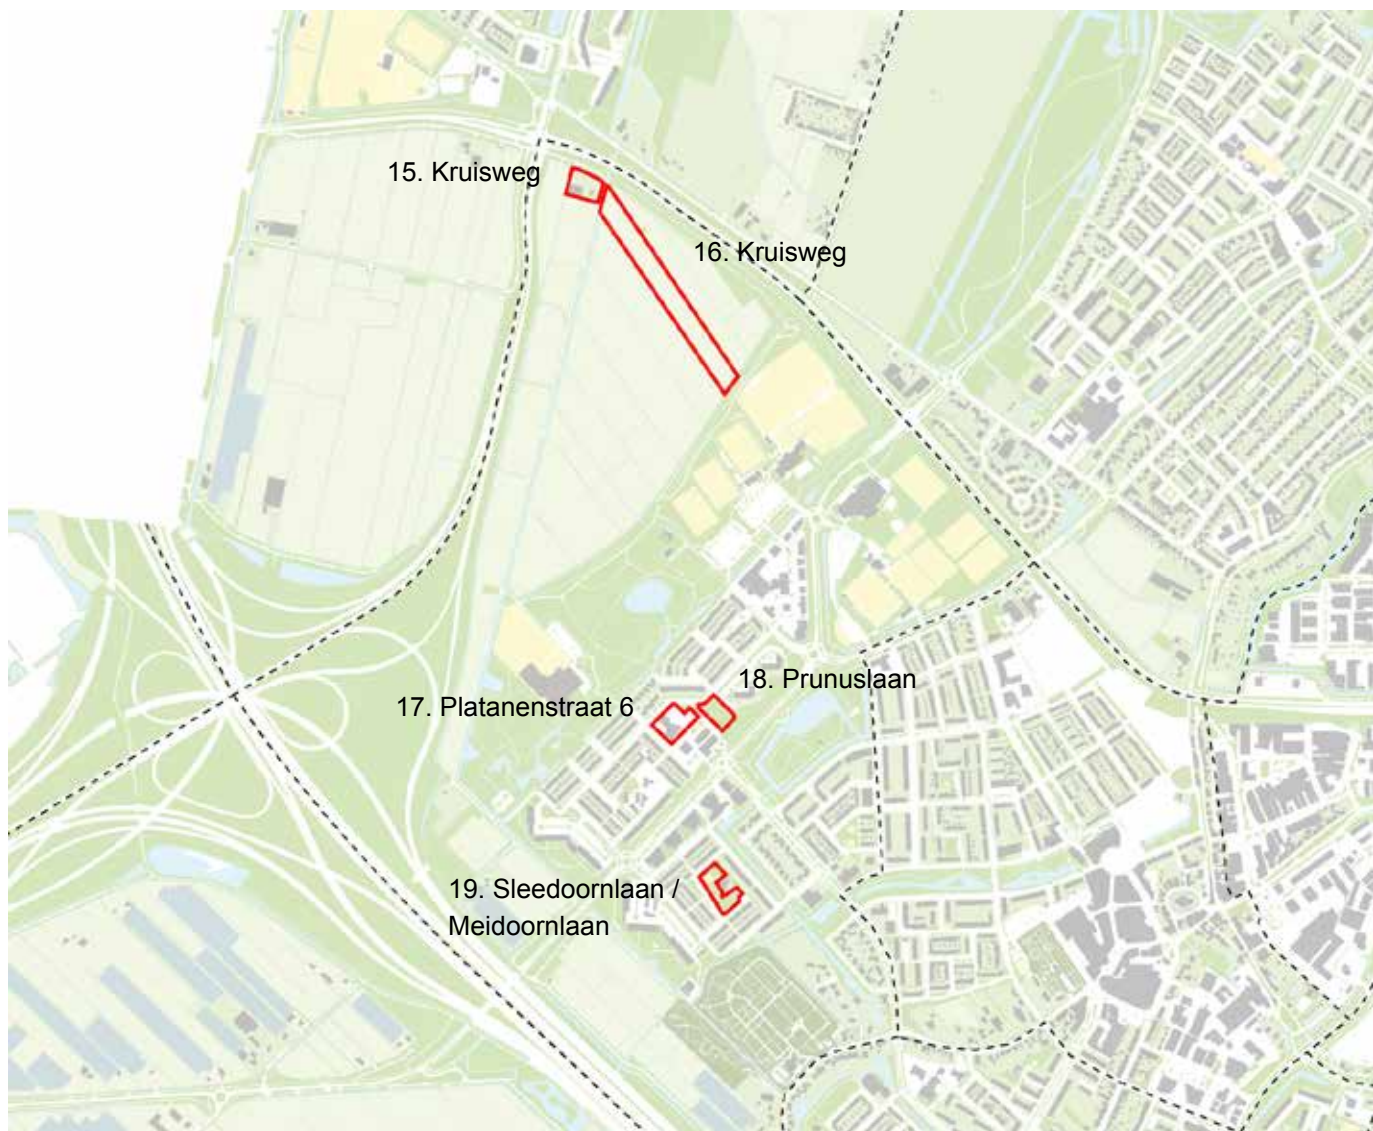 15. Kruisweg
16. Kruisweg
18. Prunuslaan
17. Platanenstraat 6
19. Sleedoornlaan /
Meidoornlaan